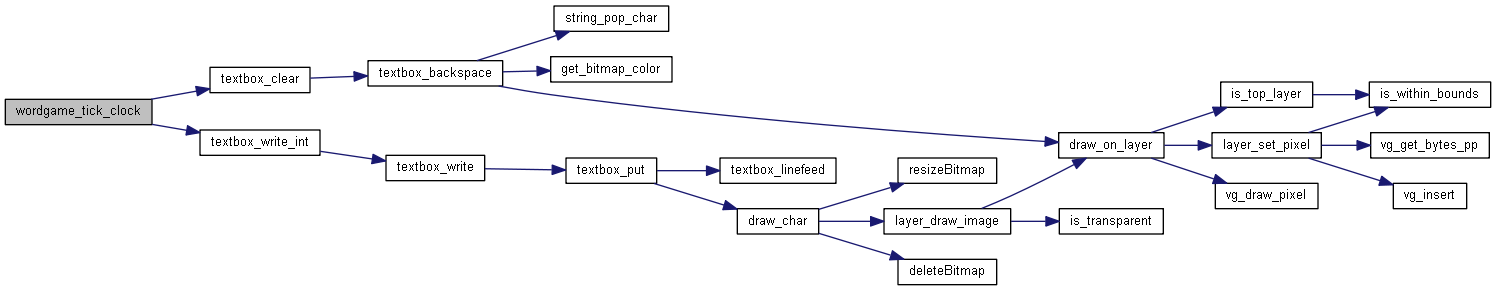 string_pop_char
get_bitmap_color
textbox_clear
textbox_backspace
wordgame_tick_clock
is_top_layer
is_within_bounds
textbox_write_int
draw_on_layer
layer_set_pixel
vg_get_bytes_pp
textbox_write
textbox_put
textbox_linefeed
resizeBitmap
vg_draw_pixel
vg_insert
draw_char
layer_draw_image
is_transparent
deleteBitmap